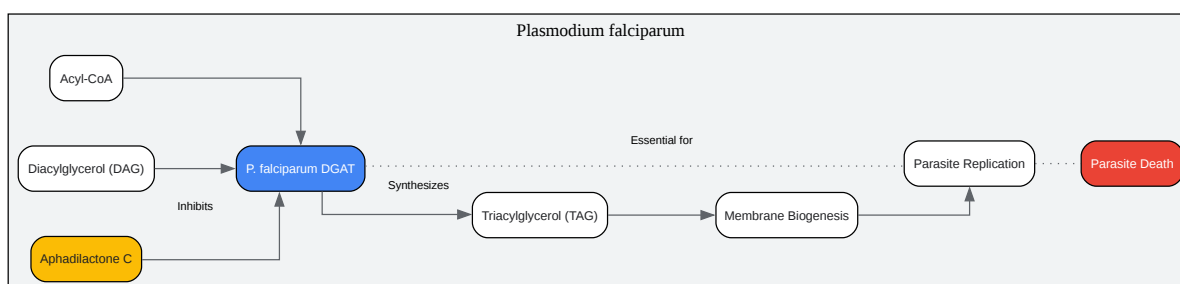 Plasmodium falciparum
Acyl-CoA
Diacylglycerol (DAG)
Inhibits
Aphadilactone C
P. falciparum DGAT
Synthesizes
Triacylglycerol (TAG)
Membrane Biogenesis
Essential for
Parasite Replication
Parasite Death